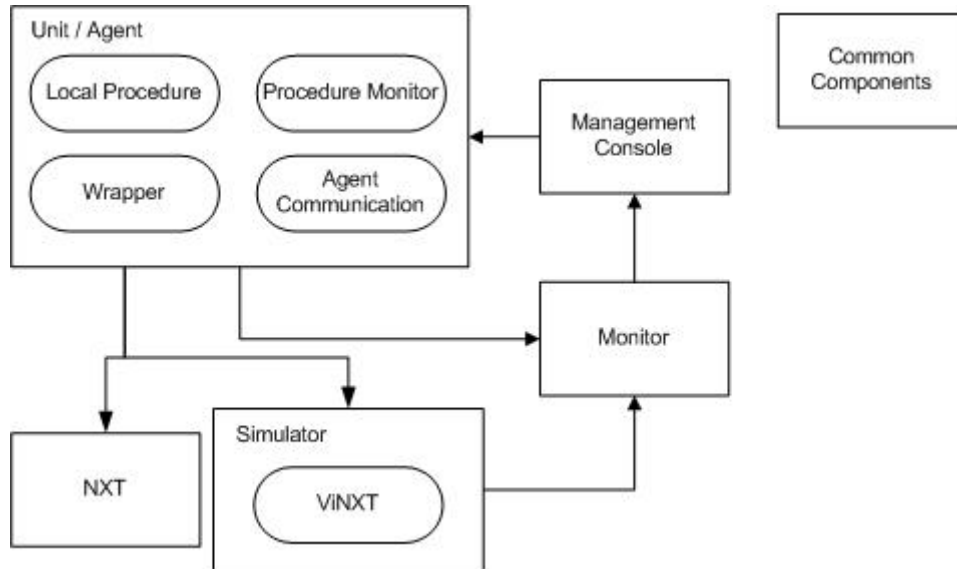 Unit / Agent
Local Procedure
Procedure Monitor
Wrapper
Agent
Communication
Management
Console
Common
Components
Monitor
NXT
Simulator
ViNXT